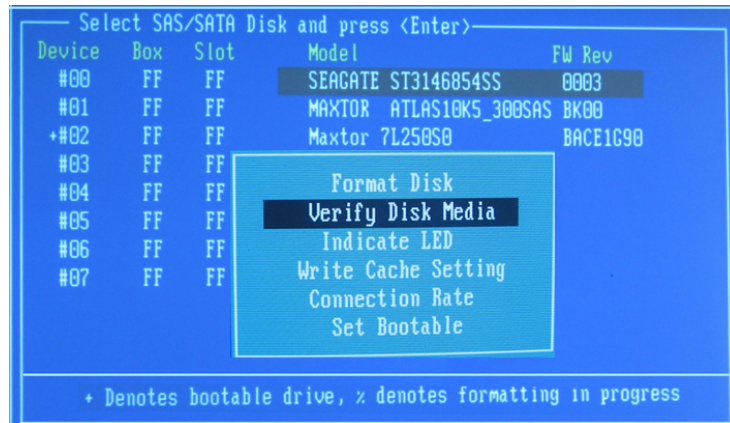 Select SAS/SATA Disk and press <Enter>
Device Box Slot Model FW Rev
#00 FF FF SEAGATE ST3146854SS 0003
#01 FF FF MAXTOR ATLAS10K5_300SAS BK00
+#02 FF FF Maxtor 7L250S0 BACE1G90
#03 FF FF
Format Disk
#04 FF FF
Verify Disk Media
#05 FF FF
Indicate LED
#06 FF FF
Write Cache Setting
#07 FF FF
Connection Rate
Set Bootable
+ Denotes bootable drive, % denotes formatting in progress